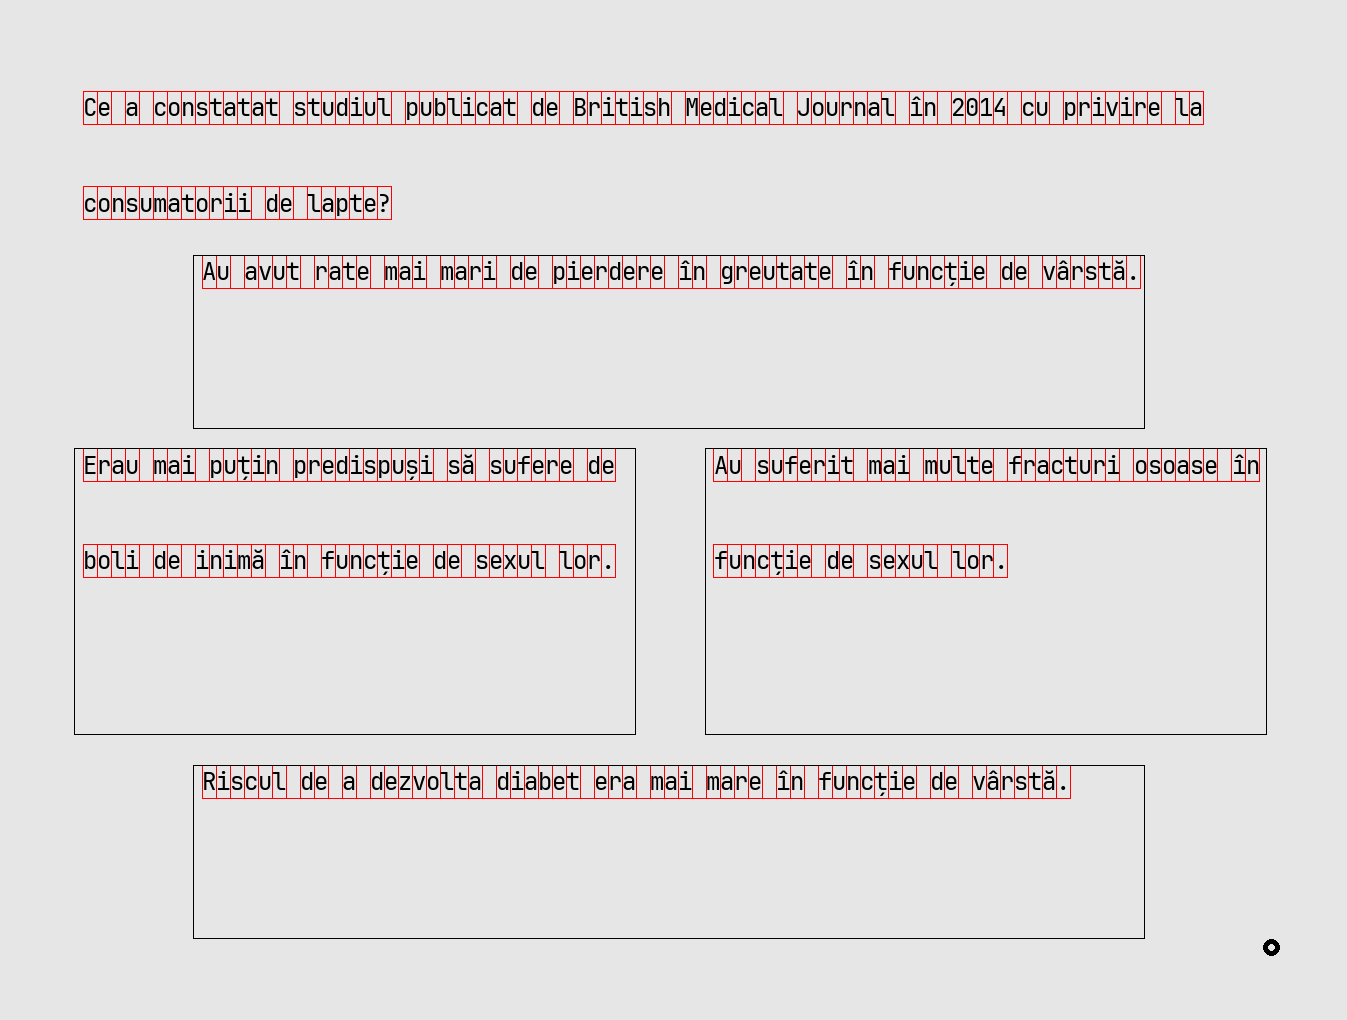 Ce a constatat studiul publicat de British Medical Journal în 2014 cu privire la
consumatorii de lapte?
Au avut rate mai mari de pierdere în greutate în funcție de vârstă.
Erau mai puțin predispuși să sufere de
boli de inimă în funcție de sexul lor.
Au suferit mai multe fracturi osoase în
funcție de sexul lor.
Riscul de a dezvolta diabet era mai mare în funcție de vârstă.